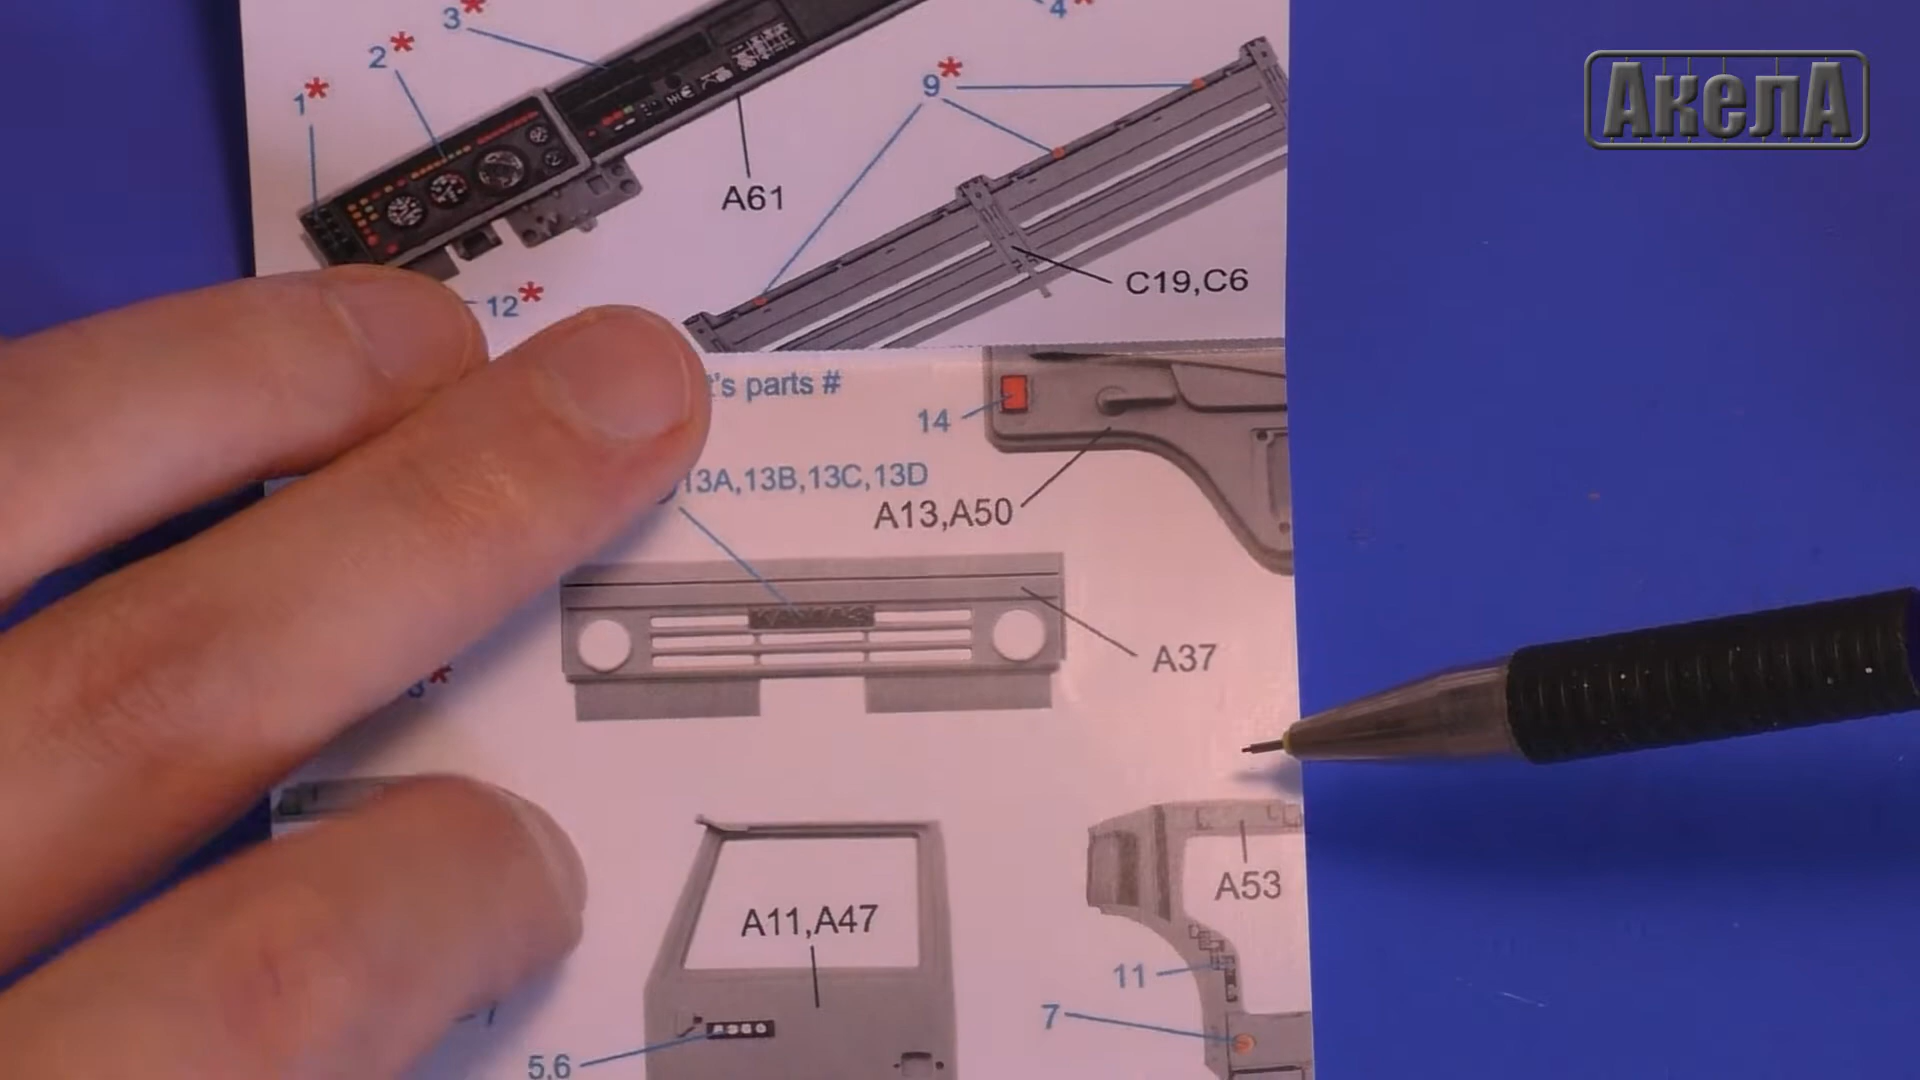 3*
4*
2*
1*
9*
АкелА
A61
C19,C6
12*
t's parts #
14
13A,13B,13C,13D
A13,A50
KAMAZ
A37
A53
A11,A47
11
7
5,6